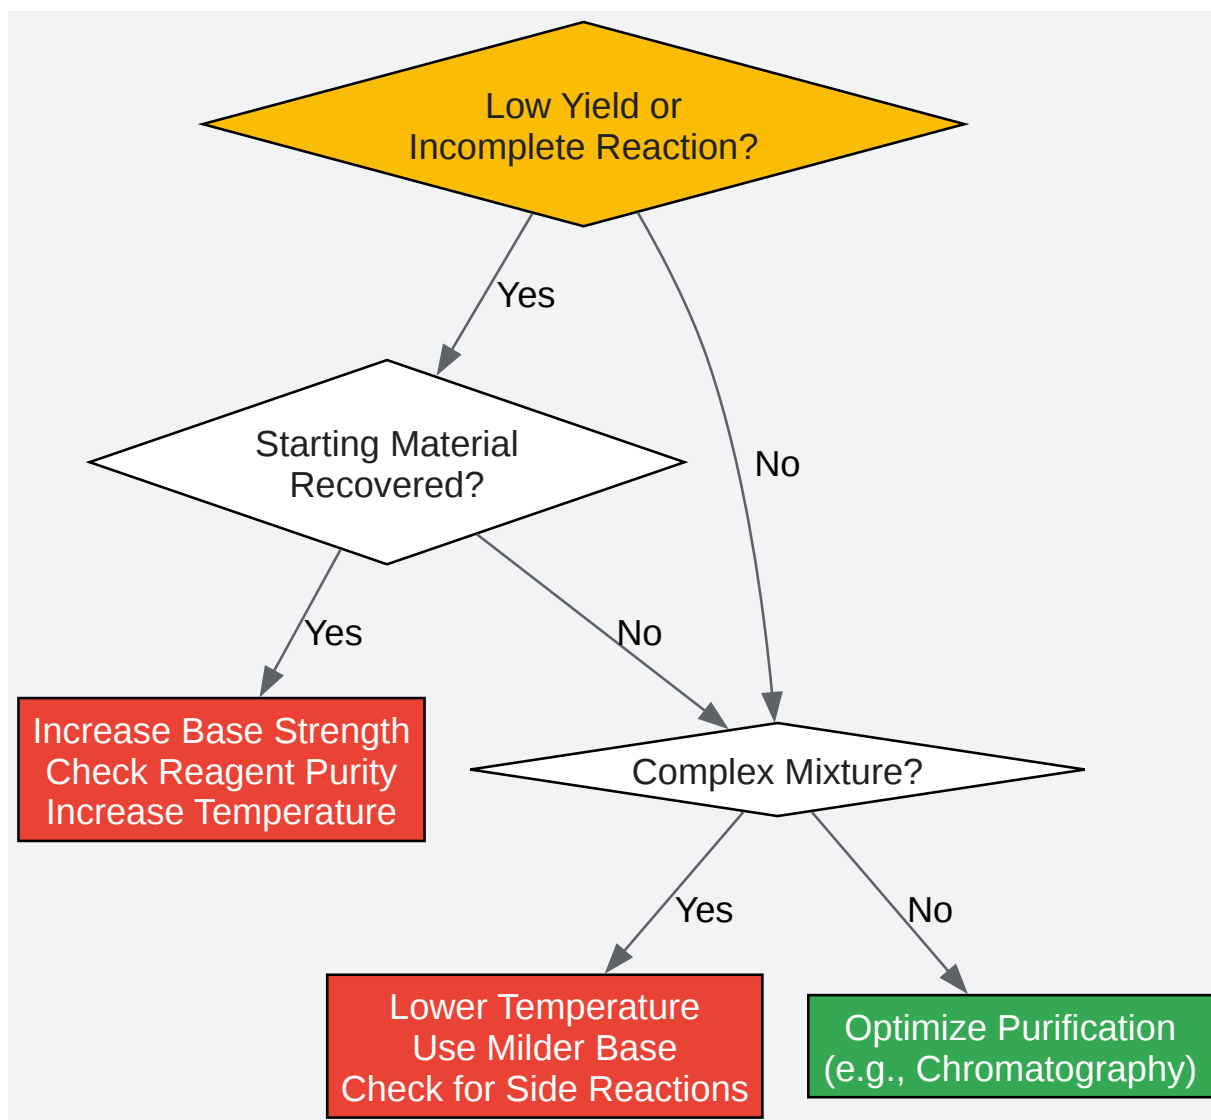 Low Yield or
Incomplete Reaction?
Yes
No
Starting Material
Recovered?
Yes
No
Increase Base Strength
Check Reagent Purity
Increase Temperature
Complex Mixture?
Yes
No
Lower Temperature
Use Milder Base
Check for Side Reactions
Optimize Purification
(e.g., Chromatography)